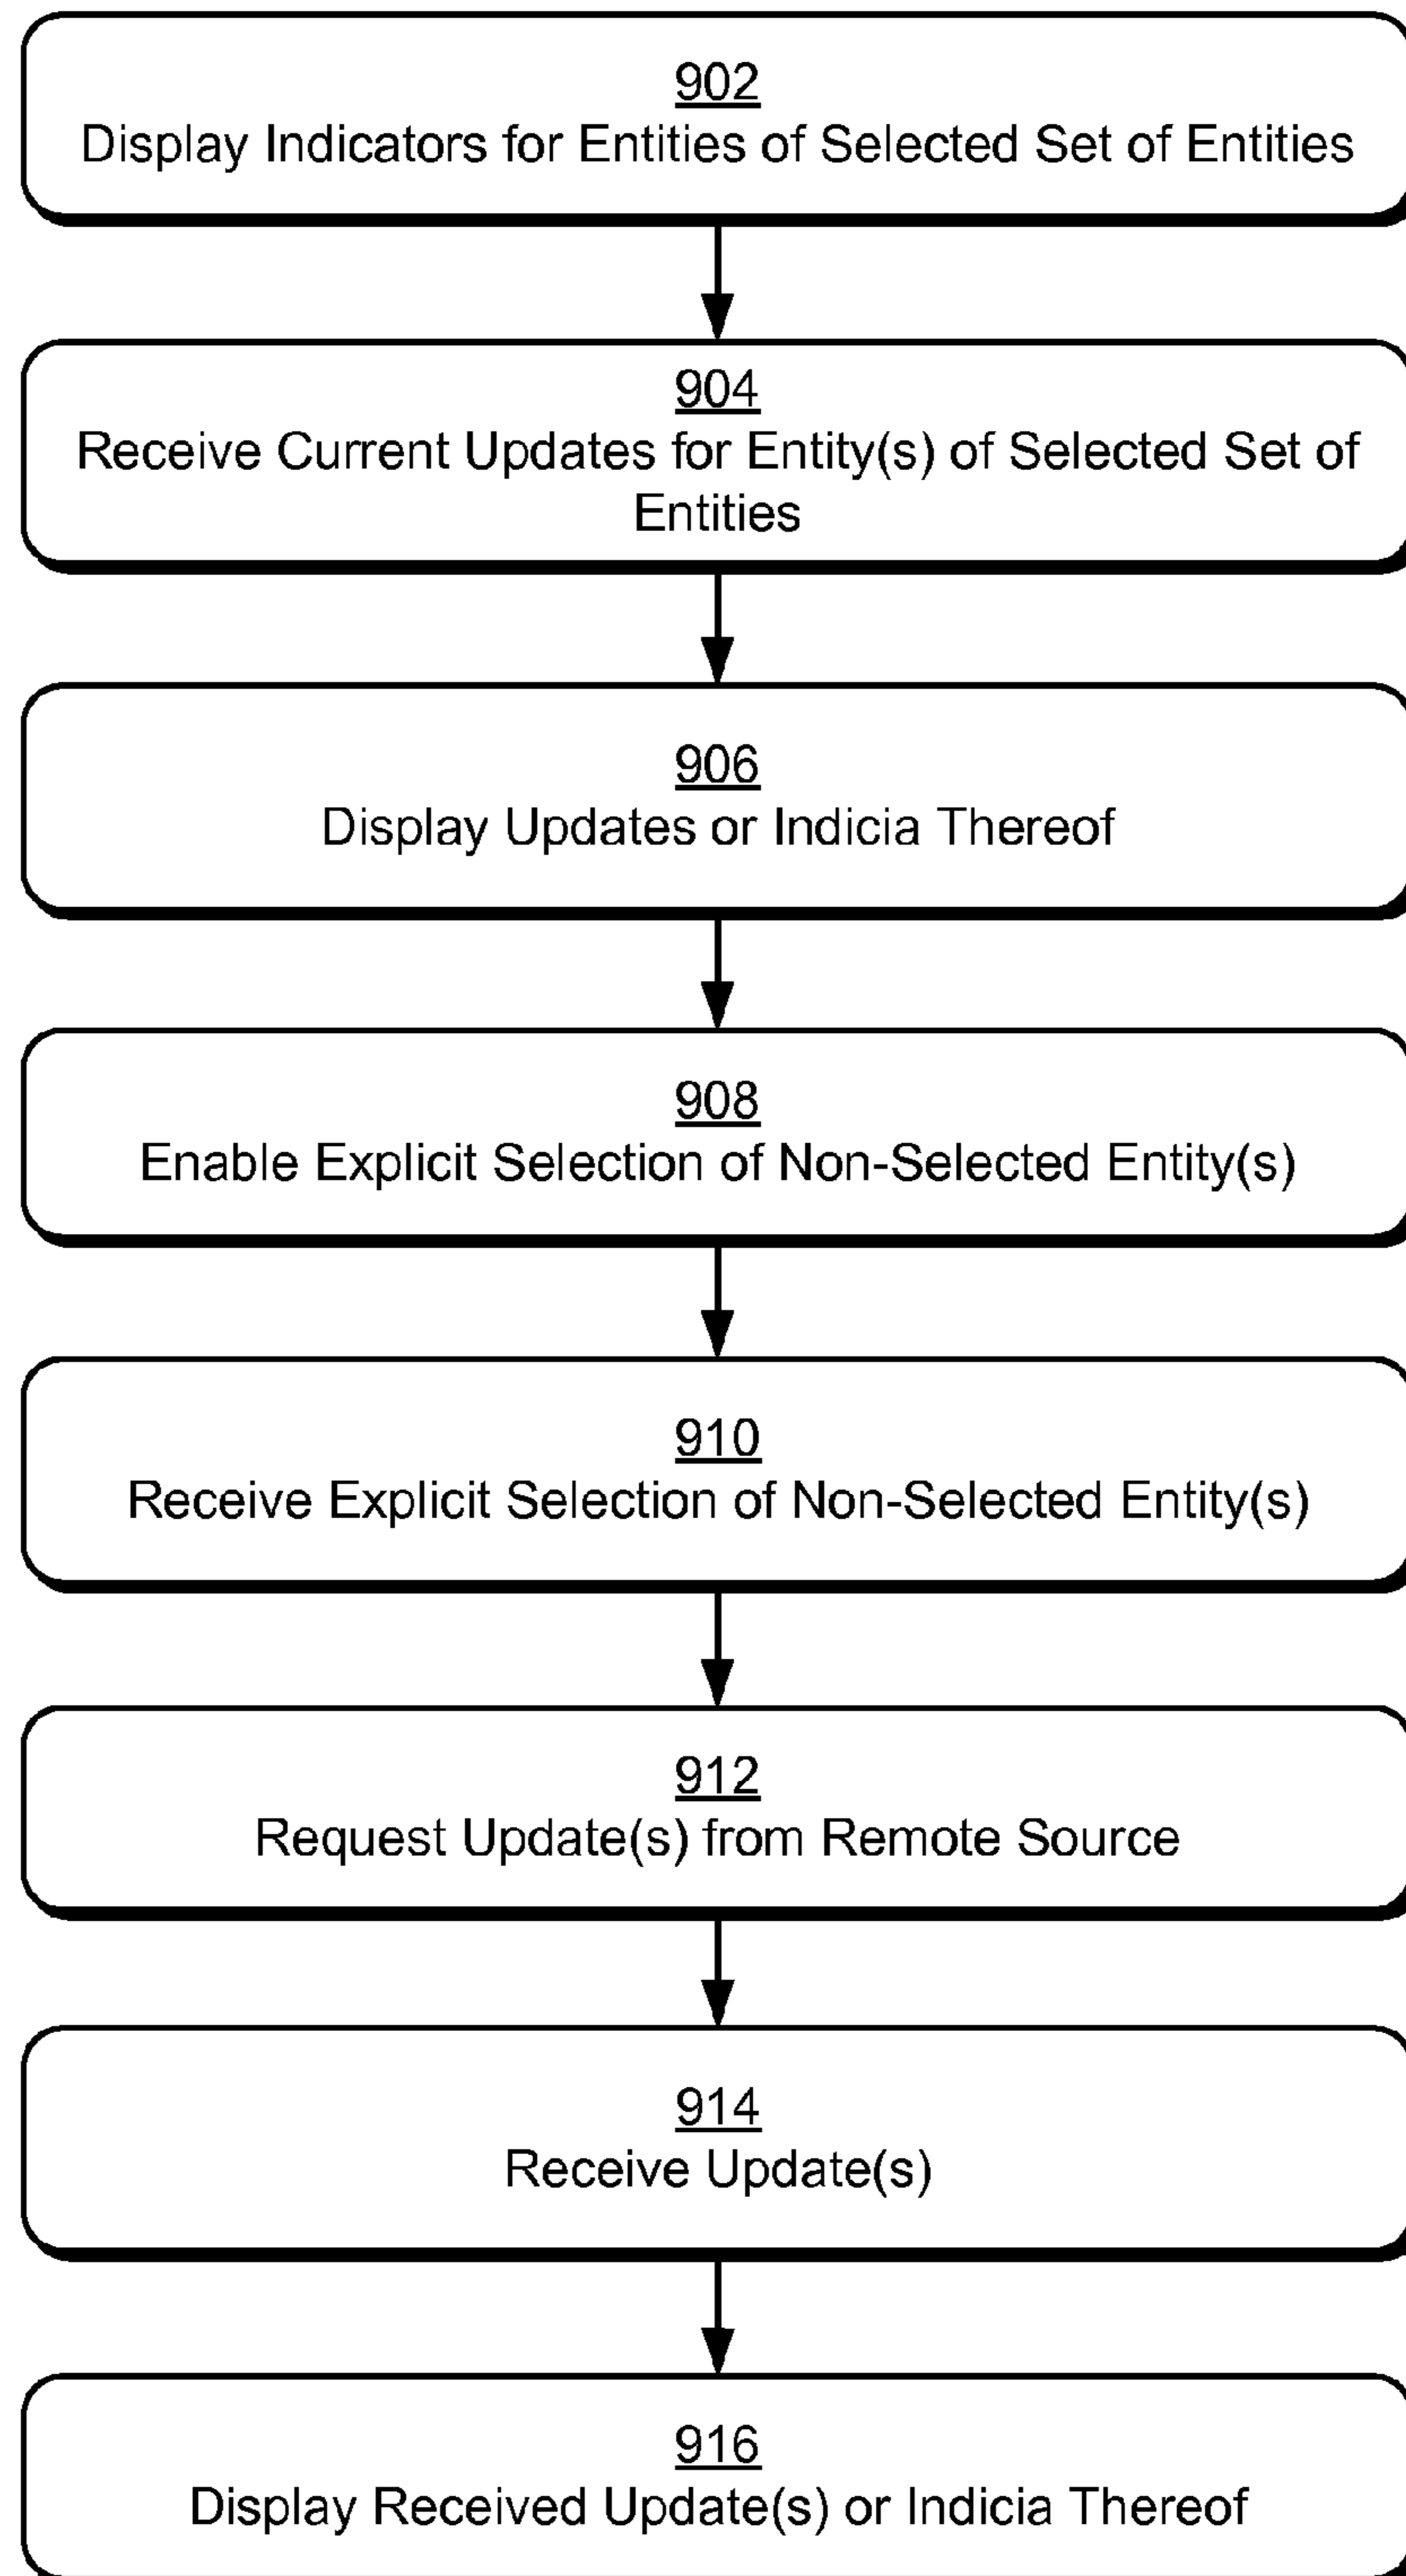 902
Display Indicators for Entities of Selected Set of Entities
904
Receive Current Updates for Entity(s) of Selected Set of
Entities
906
Display Updates or Indicia Thereof
908
Enable Explicit Selection of Non-Selected Entity(s)
910
Receive Explicit Selection of Non-Selected Entity(s)
912
Request Update(s) from Remote Source
914
Receive Update(s)
916
Display Received Update(s) or Indicia Thereof